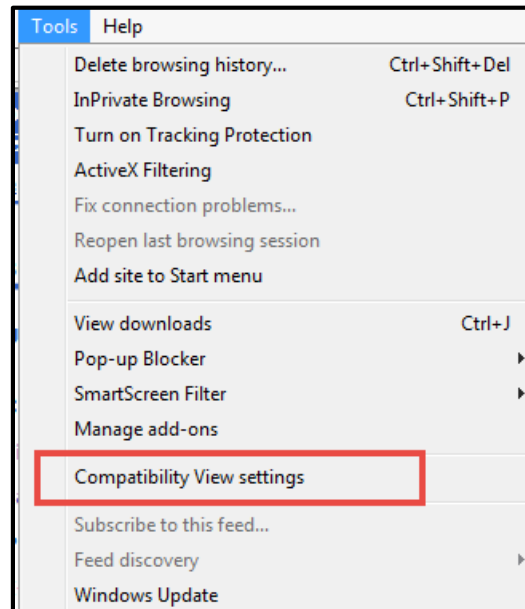 Tools Help
Delete browsing history... Ctrl+Shift+Del
InPrivate Browsing Ctrl+Shift+P
Turn on Tracking Protection
ActiveX Filtering
Fix connection problems...
Reopen last browsing session
Add site to Start menu
View downloads Ctrl+J
Pop-up Blocker
SmartScreen Filter
Manage add-ons
Compatibility View settings
Subscribe to this feed...
Feed discovery
Windows Update